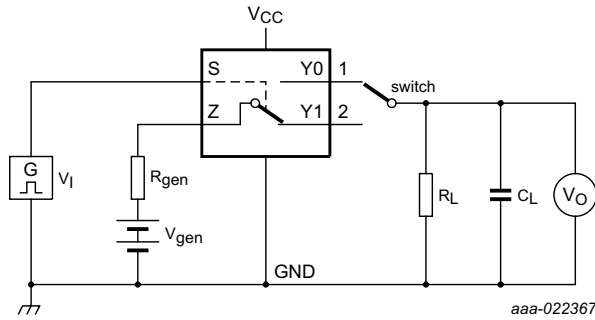 VCC
S
Y0
1
switch
Z
Y1
2
G
VI
Rgen
Vgen
RL
CL
VO
GND
aaa-022367